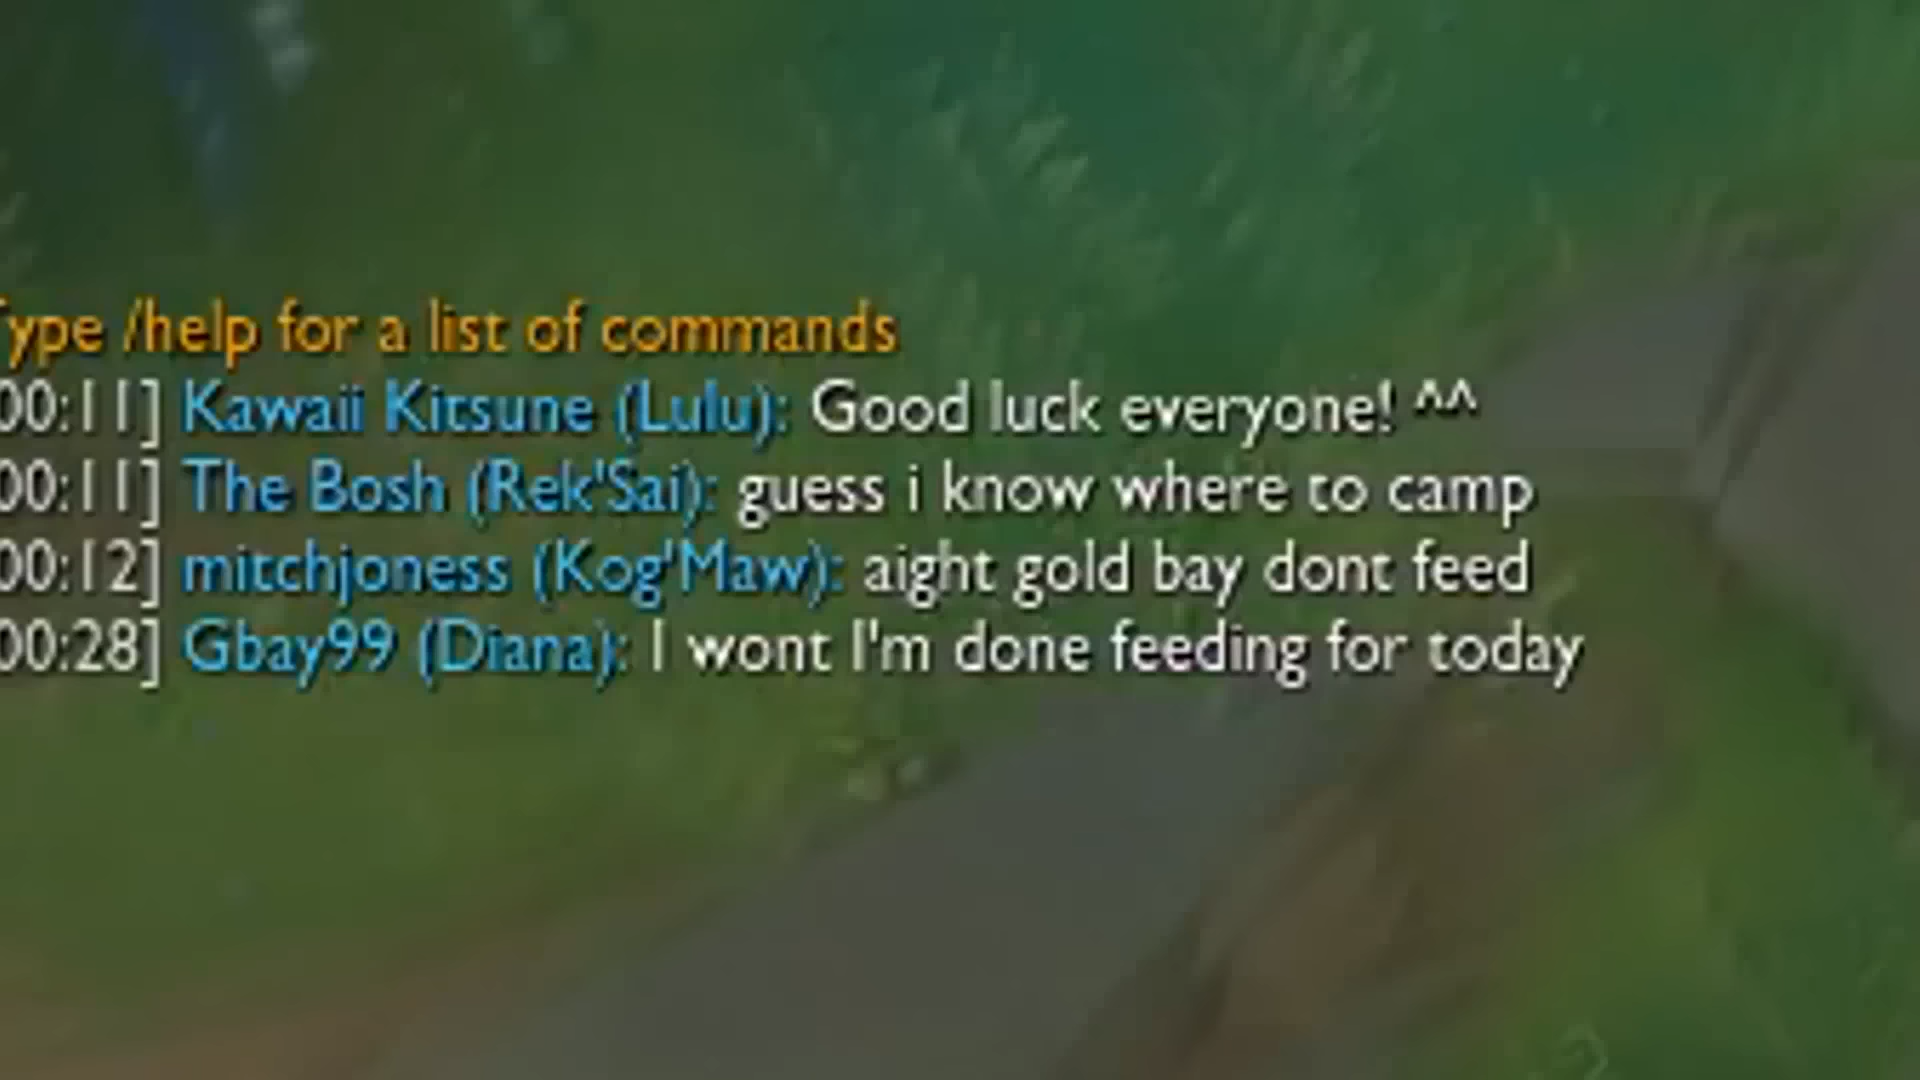 Type /help for a list of commands
00:11] Kawaii Kitsune (Lulu): Good luck everyone! ^^
00:11] The Bosh (Rek'Sai): guess i know where to camp
00:12] mitchjoness (Kog'Maw): aight gold bay dont feed
00:28] Gbay99 (Diana): I wont I'm done feeding for today